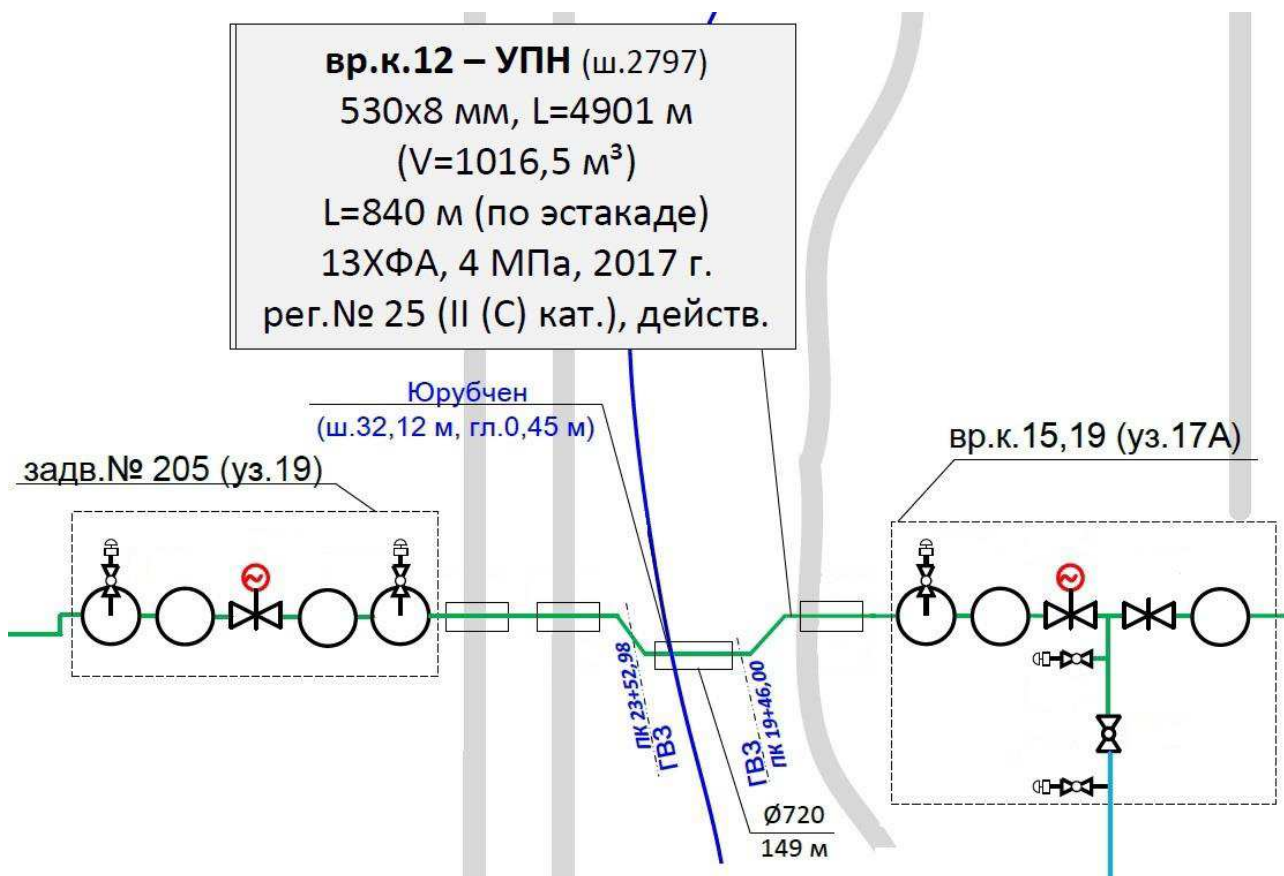 вр.к.12 – УПН (ш.2797)
530х8 мм, L=4901 м
(V=1016,5 м³)
L=840 м (по эстакаде)
13ХФА, 4 МПа, 2017 г.
рег.№ 25 (II (С) кат.), действ.
Юрубчен
(ш.32,12 м, гл.0,45 м)
задв.№ 205 (уз.19)
вр.к.15,19 (уз.17А)
ПК 23+52,98
ГВЗ
ГВЗ
ПК 19+46,00
Ø720
149 м